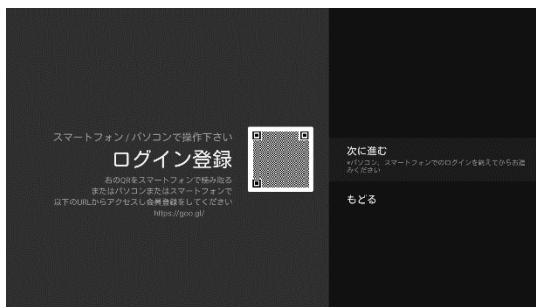 スマートフォン / パソコンで操作下さい
ログイン登録
右のQRをスマートフォンで極み取る
またはパソコンまたはスマートフォンで
以下のURLからアクセスし会員登録をしてください
https://goo.gl/
次に進む
*パソコン、スマートフォンでのログインを終えてからお進
みください
もどる